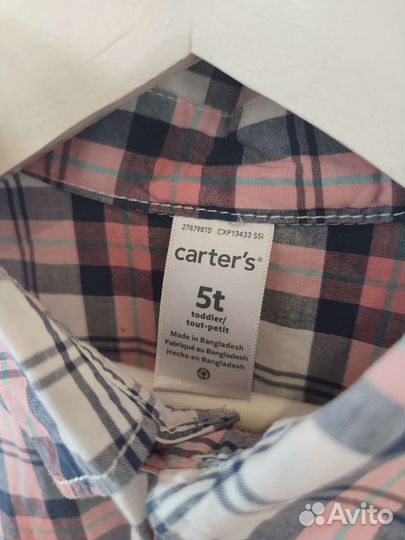 27879810 CXP13433 SSI
carter's®
5t
toddler/
tout-petit
Made in Bangladesh
Fabriqué au Bangladesh
Hecho en Bangladesh
Avito